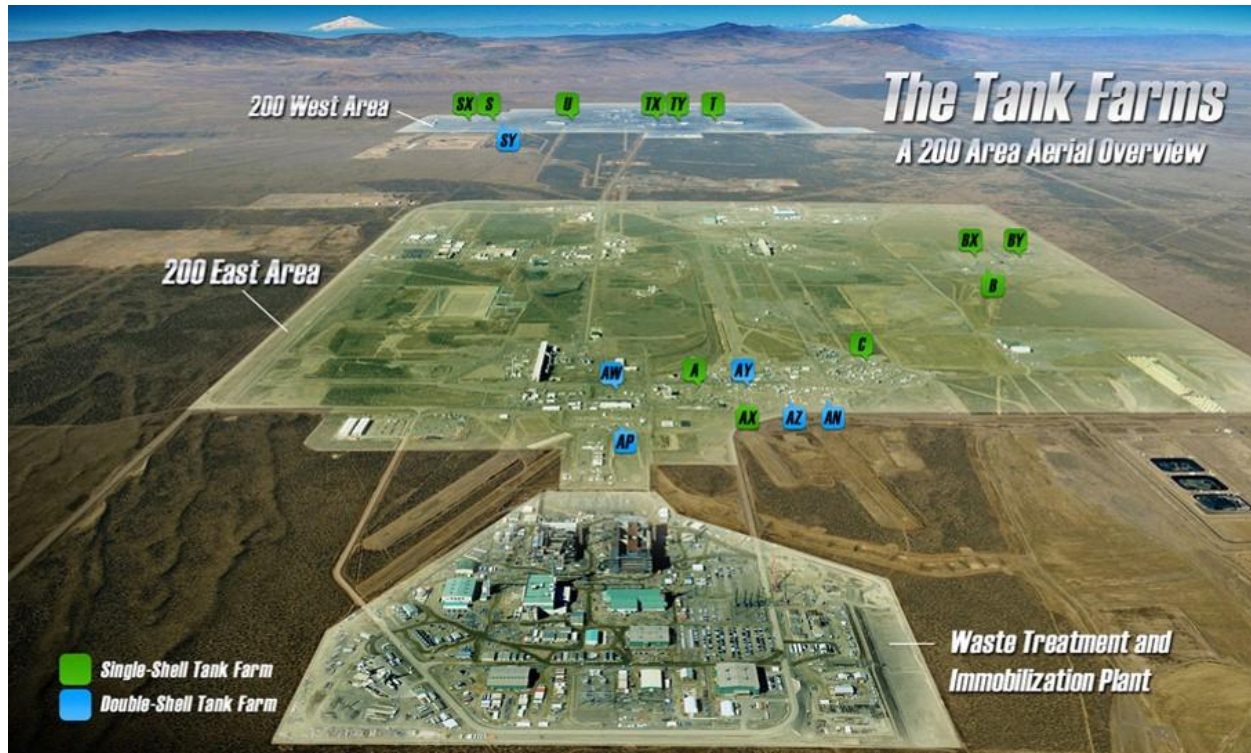 The Tank Farms
A 200 Area Aerial Overview
200 West Area
SX S U TX TY T
SY
200 East Area
BX BY
B
C
AW A AY
AX AZ AN
AP
Waste Treatment and
Immobilization Plant
Single-Shell Tank Farm
Double-Shell Tank Farm